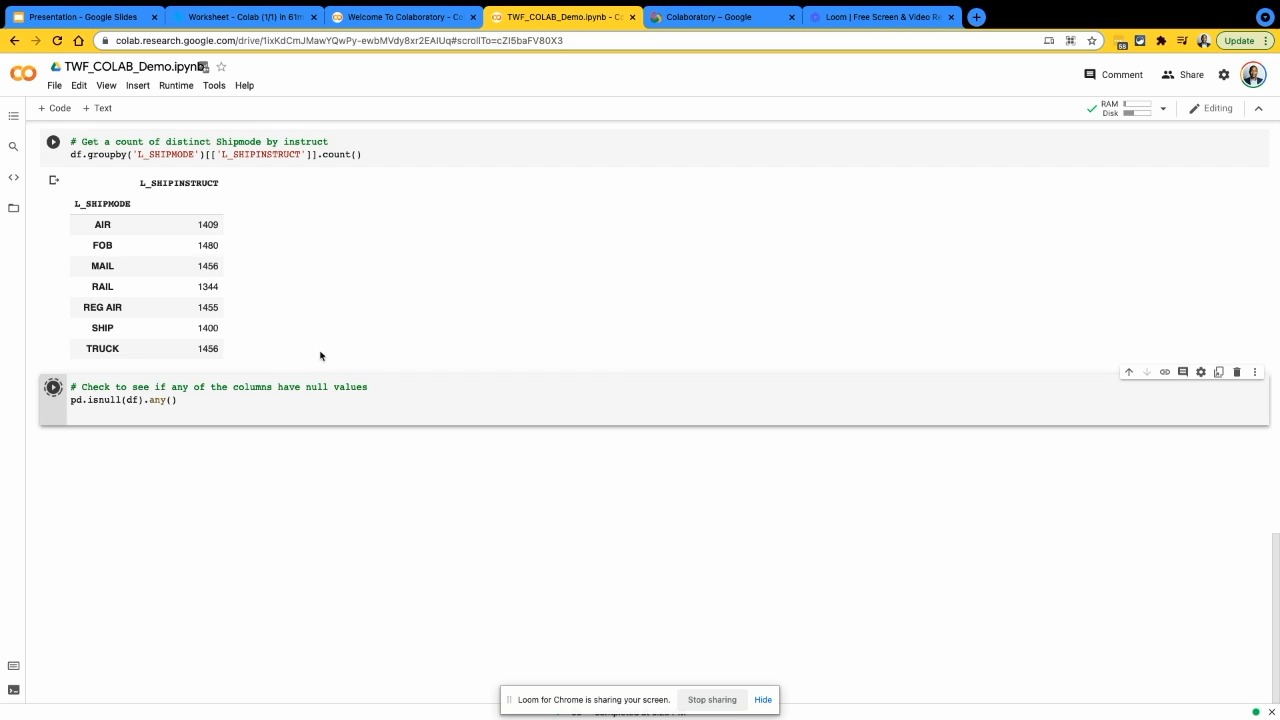 Presentation - Google Slides
Worksheet - Colab (1/1) in 61m
Welcome To Colaboratory - Co
TWF_COLAB_Demo.ipynb - Co
Colaboratory – Google
Loom | Free Screen & Video Re
colab.research.google.com/drive/1ixKdCmJMawYQwPy-ewbMVdy8xr2EAIUq#scrollTo=cZI5baFV80X3
68
Update
TWF_COLAB_Demo.ipynb
File Edit View Insert Runtime Tools Help
Comment
Share
+ Code + Text
RAM
Disk
Editing
# Get a count of distinct Shipmode by instruct
df.groupby('L_SHIPMODE')[['L_SHIPINSTRUCT']].count()
L_SHIPINSTRUCT
L_SHIPMODE
AIR 1409
FOB 1480
MAIL 1456
RAIL 1344
REG AIR 1455
SHIP 1400
TRUCK 1456
# Check to see if any of the columns have null values
pd.isnull(df).any()
Loom for Chrome is sharing your screen.
Stop sharing
Hide